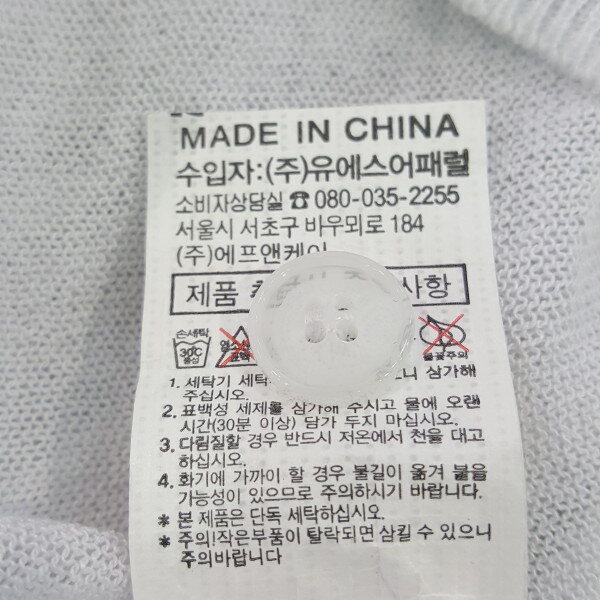 MADE IN CHINA
수입자:(주)유에스어패럴
소비자상담실 ☎ 080-035-2255
서울시 서초구 바우뫼로 184
(주)에프앤케이
제품 사항
손세탁
30℃
중성
염소
표백
불꽃주의
1. 세탁기 세탁 니 삼가해
주십시오.
2. 표백성 세제를 삼가해 주시고 물에 오랜
시간(30분 이상) 담가 두지 마십시오.
3. 다림질할 경우 반드시 저온에서 천을 대고
하십시오.
4. 화기에 가까이 할 경우 불길이 옮겨 붙을
가능성이 있으므로 주의하시기 바랍니다.
* 본 제품은 단독 세탁하십시오.
* 주의!작은부품이 탈락되면 삼킬 수 있으니
주의바랍니다